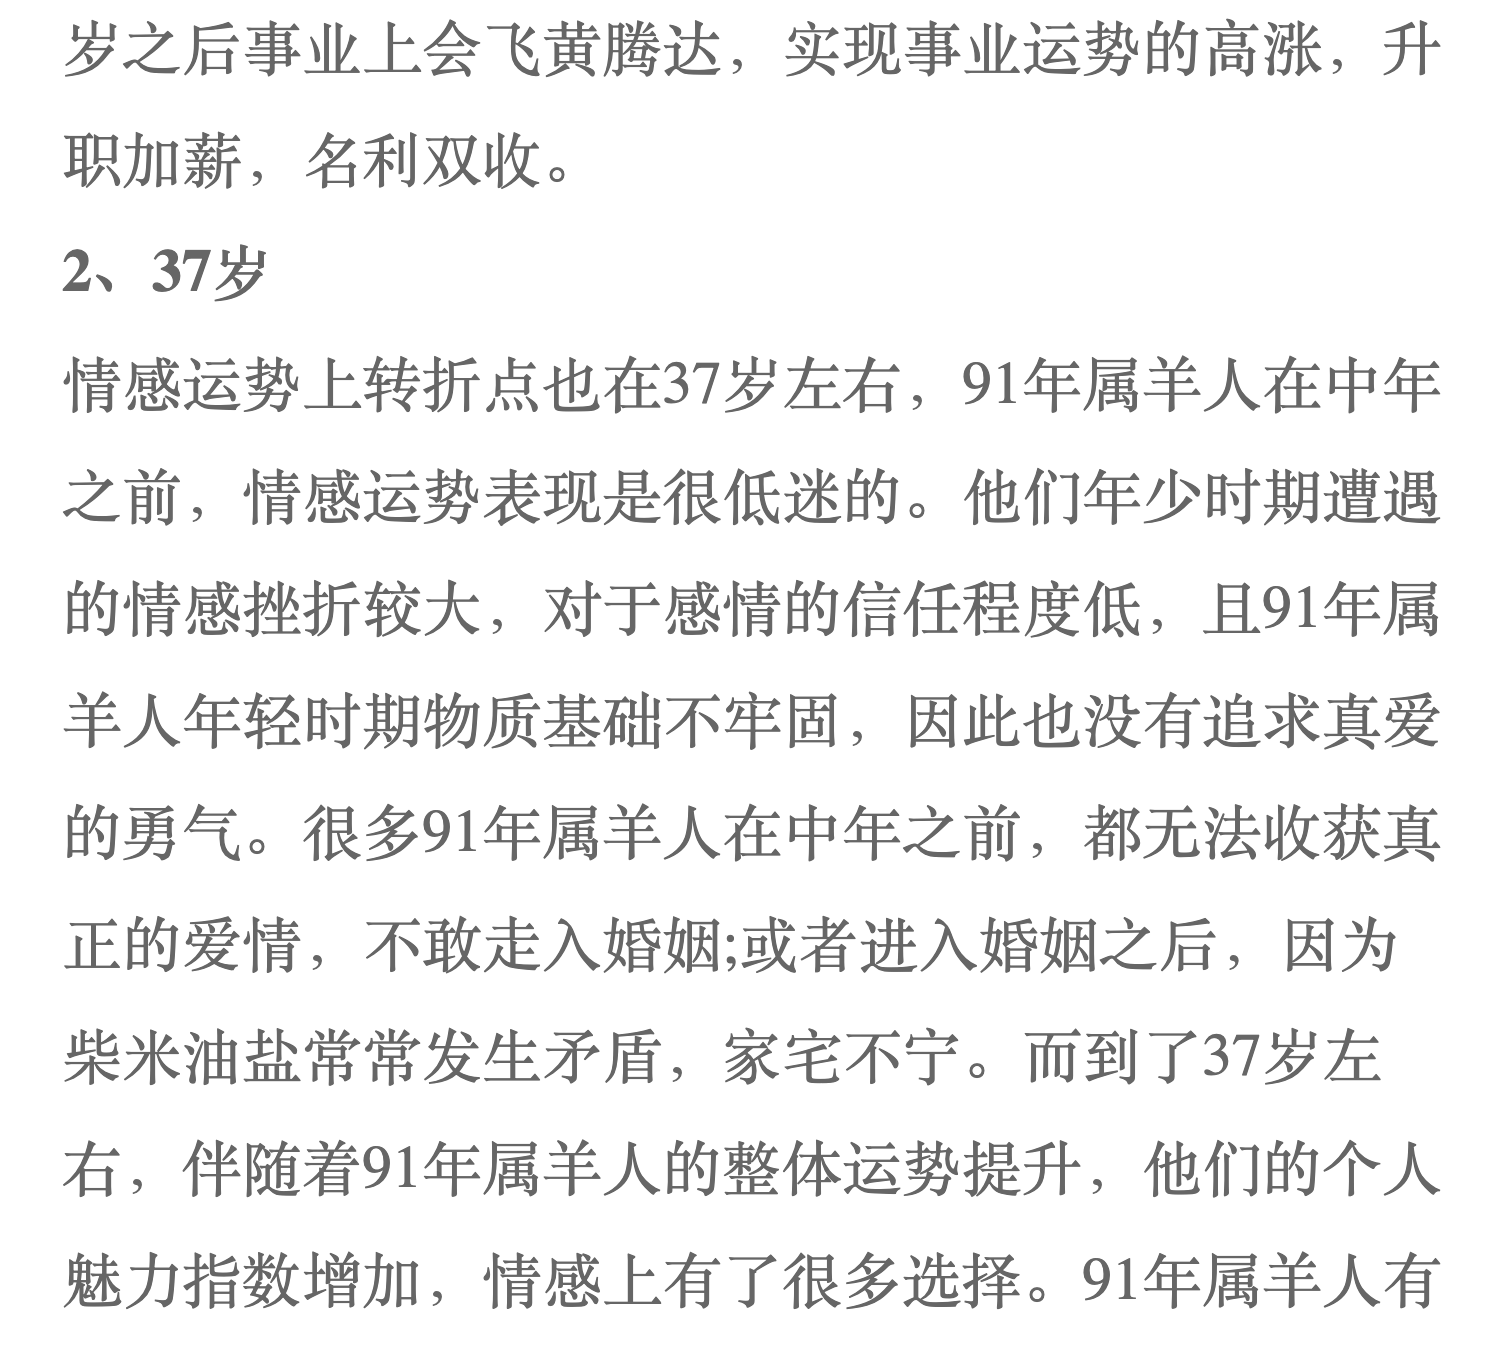 岁之后事业上会飞黄腾达，实现事业运势的高涨，升
职加薪，名利双收。
2、37岁
情感运势上转折点也在37岁左右，91年属羊人在中年
之前，情感运势表现是很低迷的。他们年少时期遭遇
的情感挫折较大，对于感情的信任程度低，且91年属
羊人年轻时期物质基础不牢固，因此也没有追求真爱
的勇气。很多91年属羊人在中年之前，都无法收获真
正的爱情，不敢走入婚姻;或者进入婚姻之后，因为
柴米油盐常常发生矛盾，家宅不宁。而到了37岁左
右，伴随着91年属羊人的整体运势提升，他们的个人
魅力指数增加，情感上有了很多选择。91年属羊人有